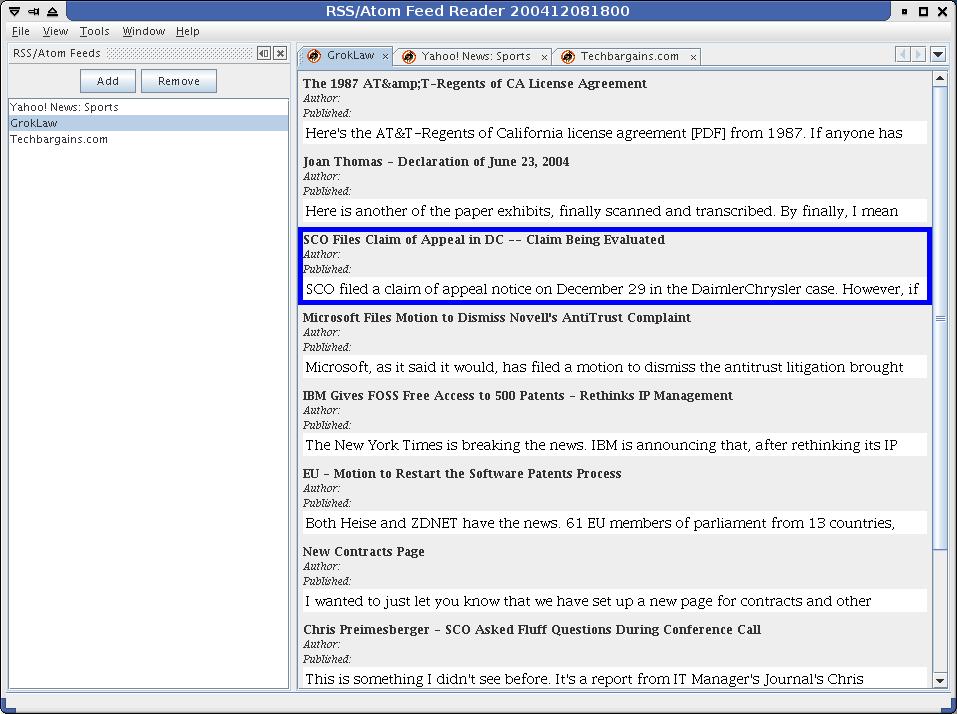 RSS/Atom Feed Reader 200412081800
File View Tools Window Help
RSS/Atom Feeds
Add Remove
Yahoo! News: Sports
GrokLaw
Techbargains.com
GrokLaw Yahoo! News: Sports Techbargains.com
The 1987 AT&amp;T-Regents of CA License Agreement
Author:
Published:
Here's the AT&T-Regents of California license agreement [PDF] from 1987. If anyone has
Joan Thomas - Declaration of June 23, 2004
Author:
Published:
Here is another of the paper exhibits, finally scanned and transcribed. By finally, I mean
SCO Files Claim of Appeal in DC -- Claim Being Evaluated
Author:
Published:
SCO filed a claim of appeal notice on December 29 in the DaimlerChrysler case. However, if
Microsoft Files Motion to Dismiss Novell's AntiTrust Complaint
Author:
Published:
Microsoft, as it said it would, has filed a motion to dismiss the antitrust litigation brought
IBM Gives FOSS Free Access to 500 Patents - Rethinks IP Management
Author:
Published:
The New York Times is breaking the news. IBM is announcing that, after rethinking its IP
EU - Motion to Restart the Software Patents Process
Author:
Published:
Both Heise and ZDNET have the news. 61 EU members of parliament from 13 countries,
New Contracts Page
Author:
Published:
I wanted to just let you know that we have set up a new page for contracts and other
Chris Preimesberger - SCO Asked Fluff Questions During Conference Call
Author:
Published:
This is something I didn't see before. It's a report from IT Manager's Journal's Chris